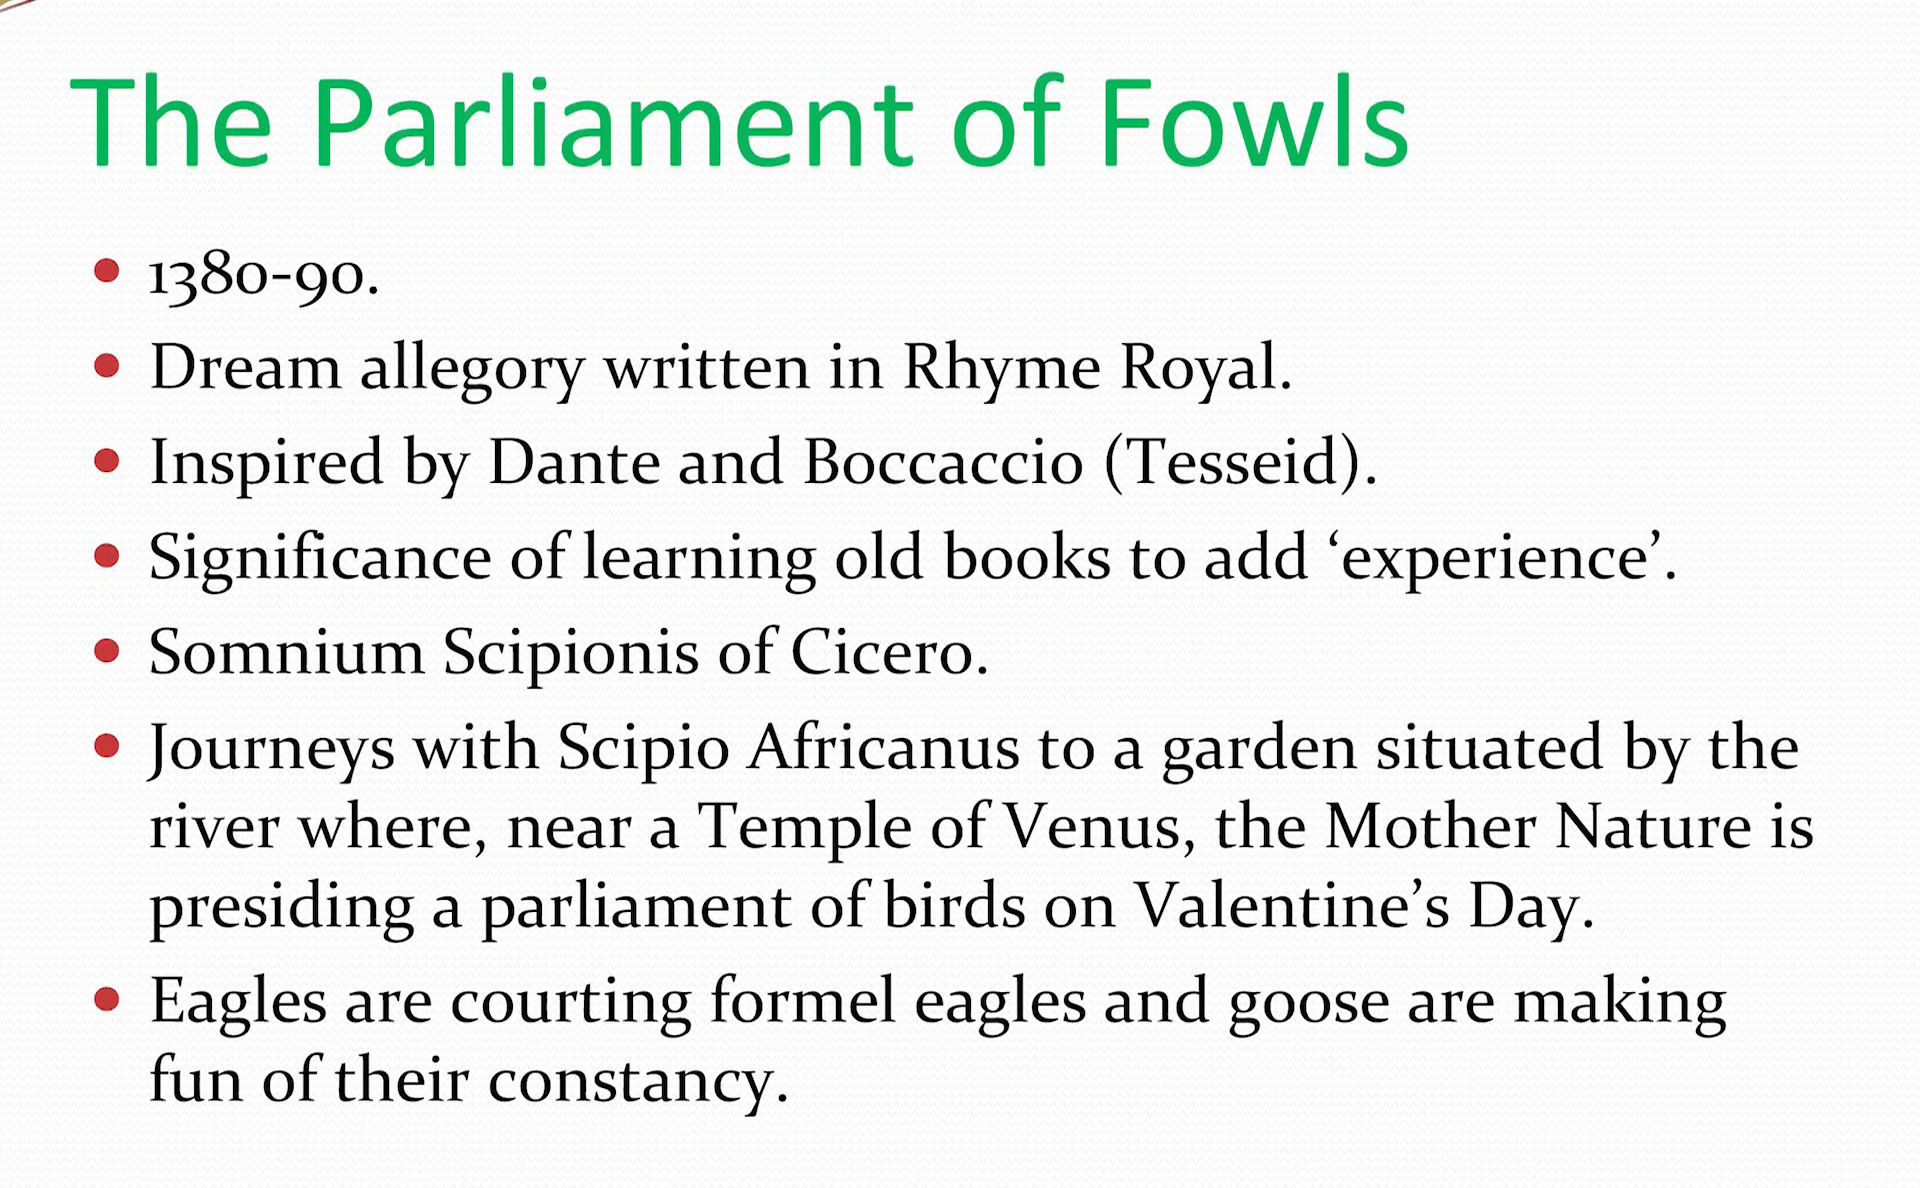 The Parliament of Fowls
• 1380-90.
• Dream allegory written in Rhyme Royal.
• Inspired by Dante and Boccaccio (Tesseid).
• Significance of learning old books to add ‘experience’.
• Somnium Scipionis of Cicero.
• Journeys with Scipio Africanus to a garden situated by the
river where, near a Temple of Venus, the Mother Nature is
presiding a parliament of birds on Valentine’s Day.
• Eagles are courting formel eagles and goose are making
fun of their constancy.